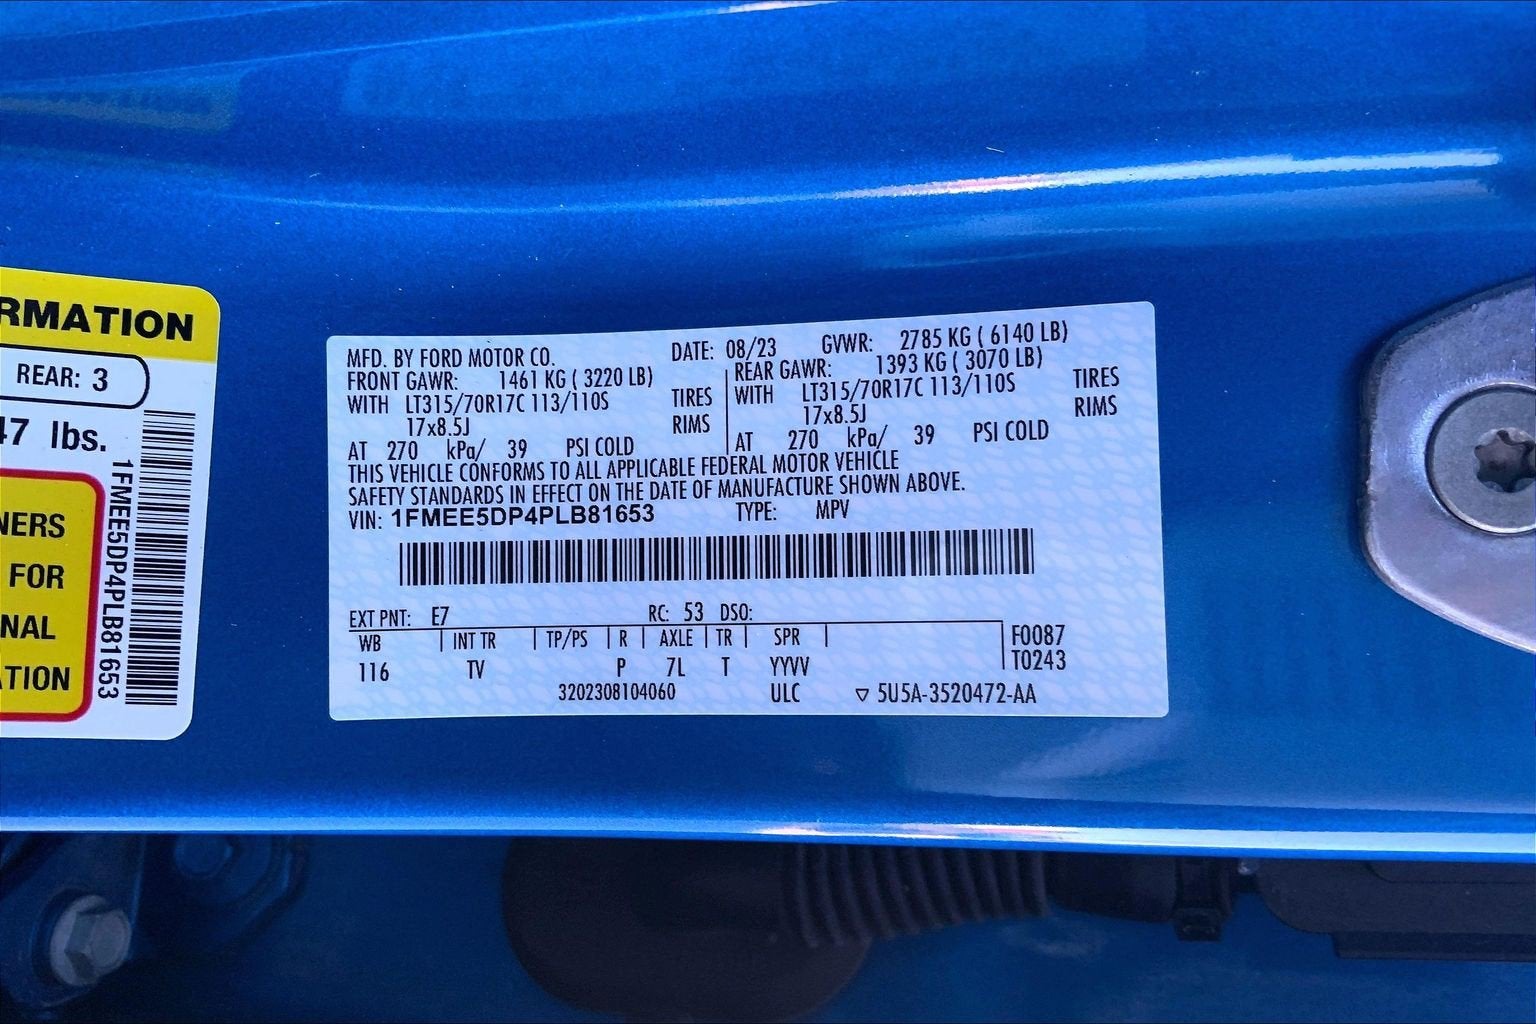 RMATION
REAR: 3
47 lbs.
NERS
FOR
NAL
ATION
1FMEE5DP4PLB81653
MFD. BY FORD MOTOR CO. DATE: 08/23 GVWR: 2785 KG ( 6140 LB)
FRONT GAWR: 1461 KG ( 3220 LB) REAR GAWR: 1393 KG ( 3070 LB)
WITH LT315/70R17C 113/110S TIRES WITH LT315/70R17C 113/110S TIRES
17x8.5J RIMS 17x8.5J RIMS
AT 270 kPa/ 39 PSI COLD AT 270 kPa/ 39 PSI COLD
THIS VEHICLE CONFORMS TO ALL APPLICABLE FEDERAL MOTOR VEHICLE
SAFETY STANDARDS IN EFFECT ON THE DATE OF MANUFACTURE SHOWN ABOVE.
VIN: 1FMEE5DP4PLB81653 TYPE: MPV
EXT PNT: E7 RC: 53 DSO:
WB INT TR TP/PS R AXLE TR SPR F0087
116 TV P 7L T YYVV T0243
3202308104060 ULC ▽ 5U5A-3520472-AA